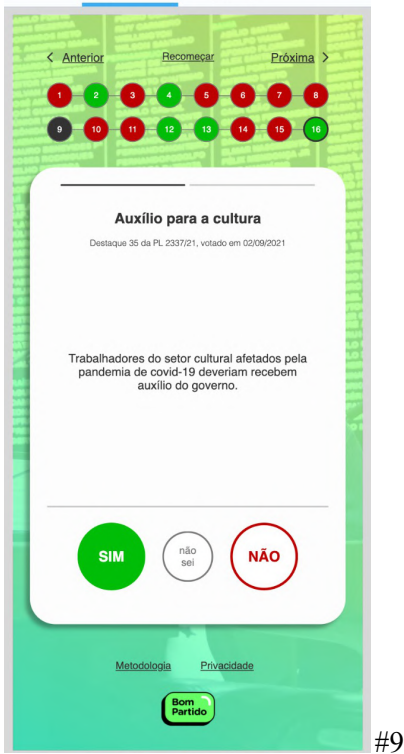 Anterior
Recomeçar
Próxima
1 2 3 4 5 6 7 8
9 10 11 12 13 14 15 16
Auxílio para a cultura
Destaque 35 da PL 2337/21, votado em 02/09/2021
Trabalhadores do setor cultural afetados pela
pandemia de covid-19 deveriam recebem
auxílio do governo.
SIM
não
sei
NÃO
Metodologia Privacidade
Bom
Partido
#9